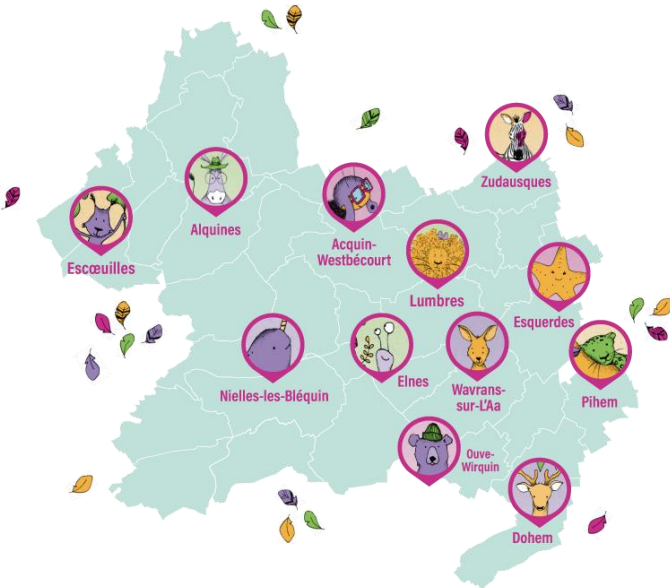 Zudausques
Alquines
Acquin-
Westbécourt
Escœuilles
Lumbres
Esquerdes
Nielles-les-Bléquin
Elnes
Wavrans-
sur-L'Aa
Pihem
Ouve-
Wirquin
Dohem